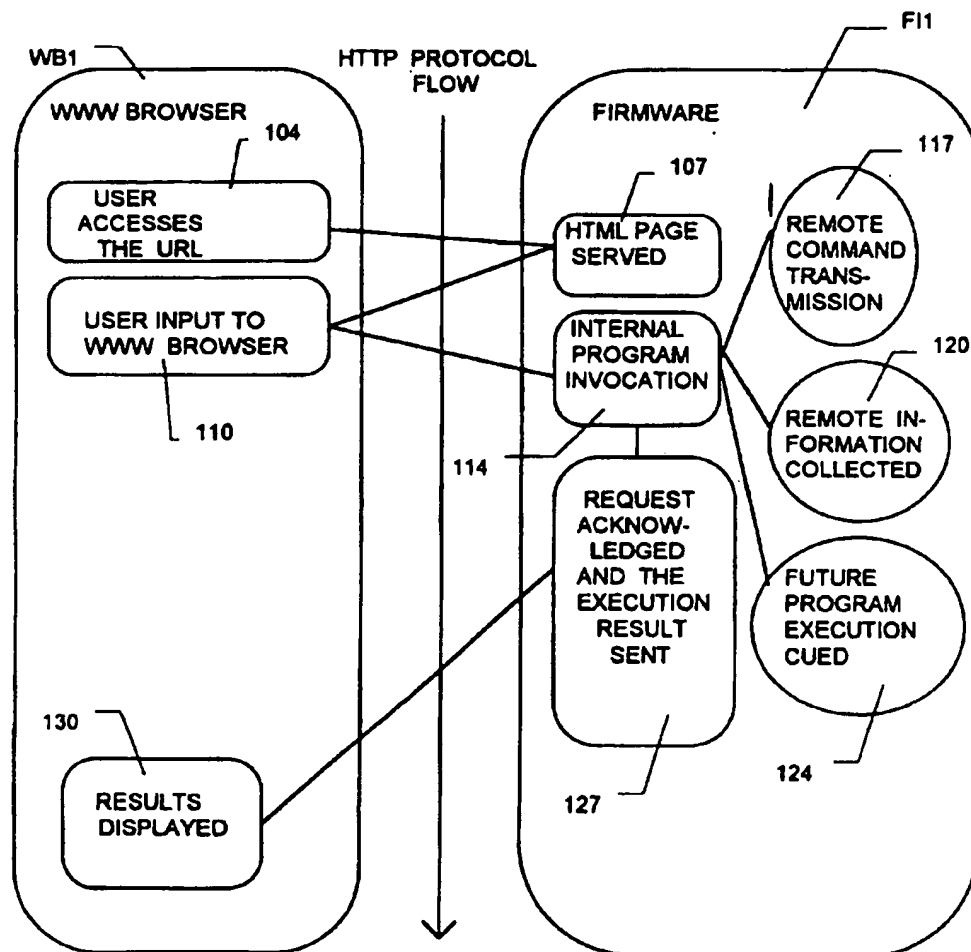 WB1
HTTP PROTOCOL
FLOW
FI1
WWW BROWSER
104
USER
ACCESSES
THE URL
USER INPUT TO
WWW BROWSER
110
130
RESULTS
DISPLAYED
FIRMWARE
107
HTML PAGE
SERVED
INTERNAL
PROGRAM
INVOCATION
114
REQUEST
ACKNOW-
LEDGED
AND THE
EXECUTION
RESULT
SENT
127
117
REMOTE
COMMAND
TRANS-
MISSION
120
REMOTE IN-
FORMATION
COLLECTED
FUTURE
PROGRAM
EXECUTION
CUED
124